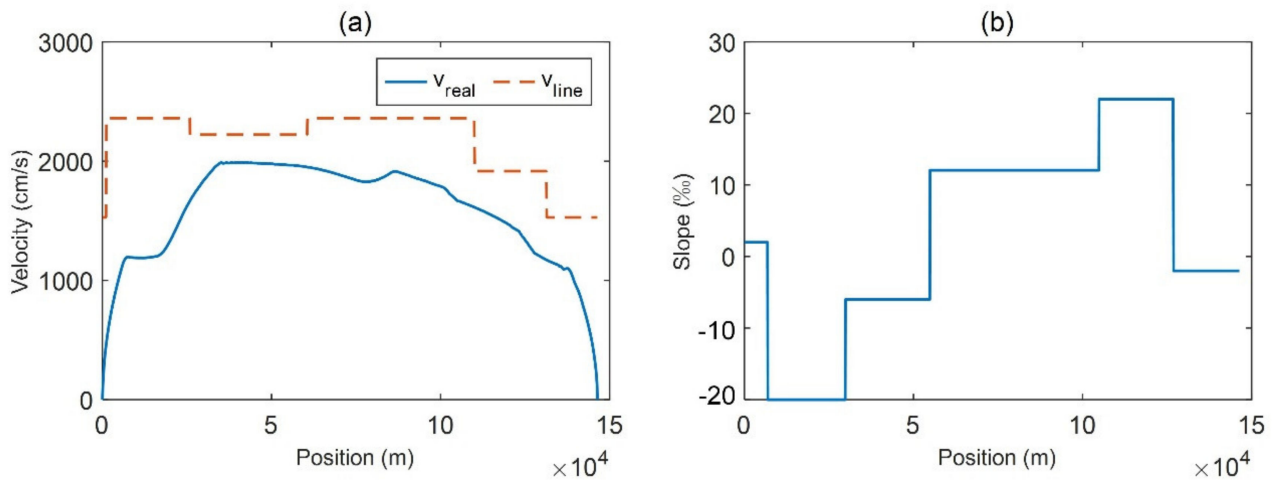 (a)
3000
2000
1000
0
Velocity (cm/s)
v_real
v_line
0
5
10
15
Position (m)
×10^4
(b)
30
20
10
0
-10
-20
Slope (‰)
0
5
10
15
Position (m)
×10^4